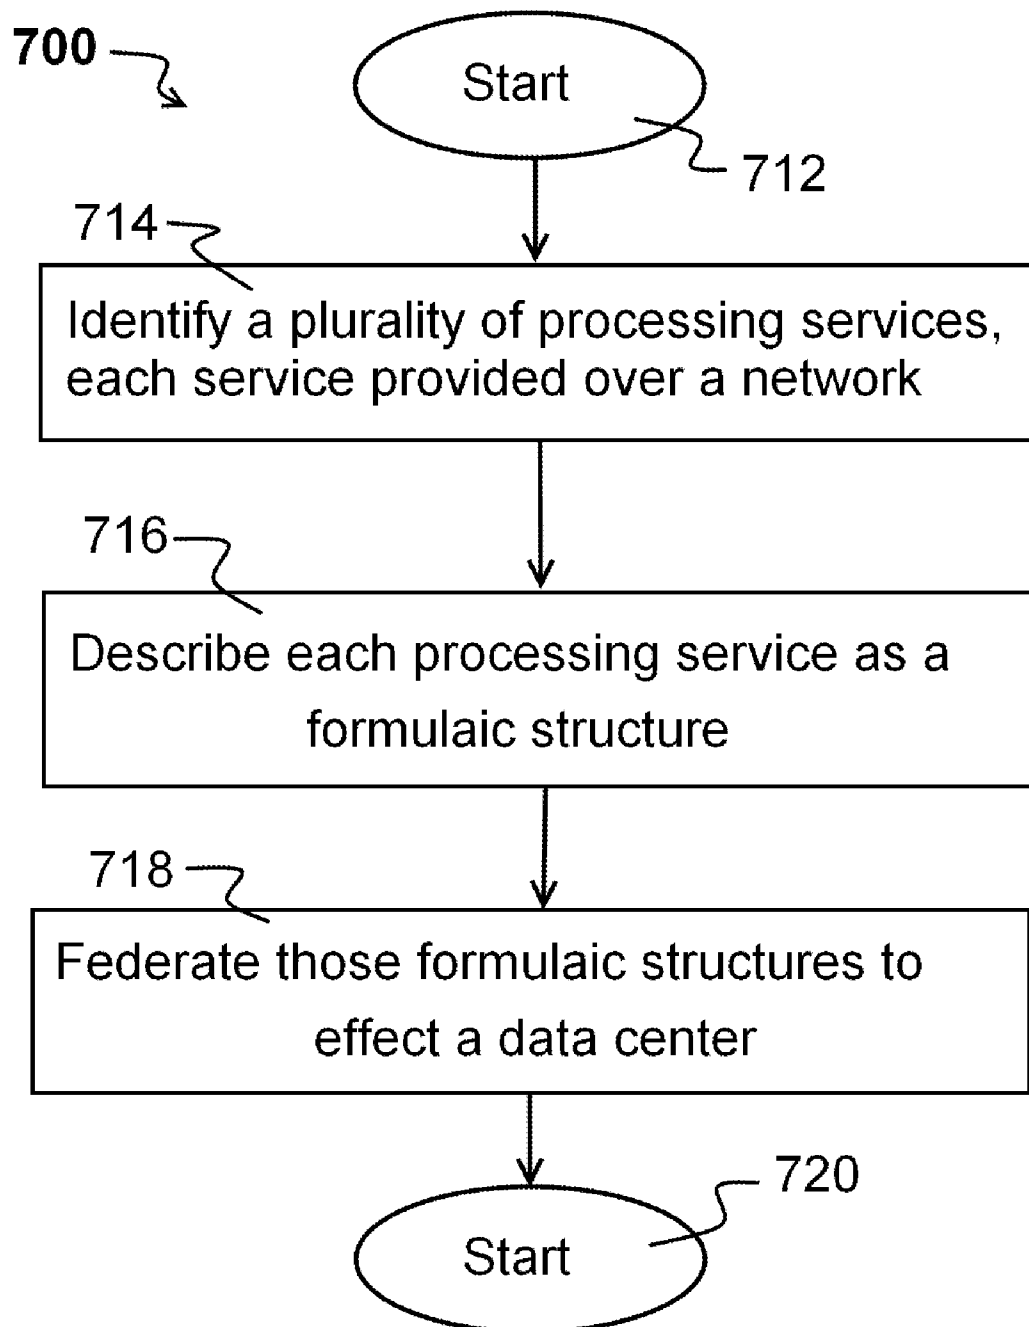 700
Start
712
714
Identify a plurality of processing services,
each service provided over a network
716
Describe each processing service as a
formulaic structure
718
Federate those formulaic structures to
effect a data center
720
Start